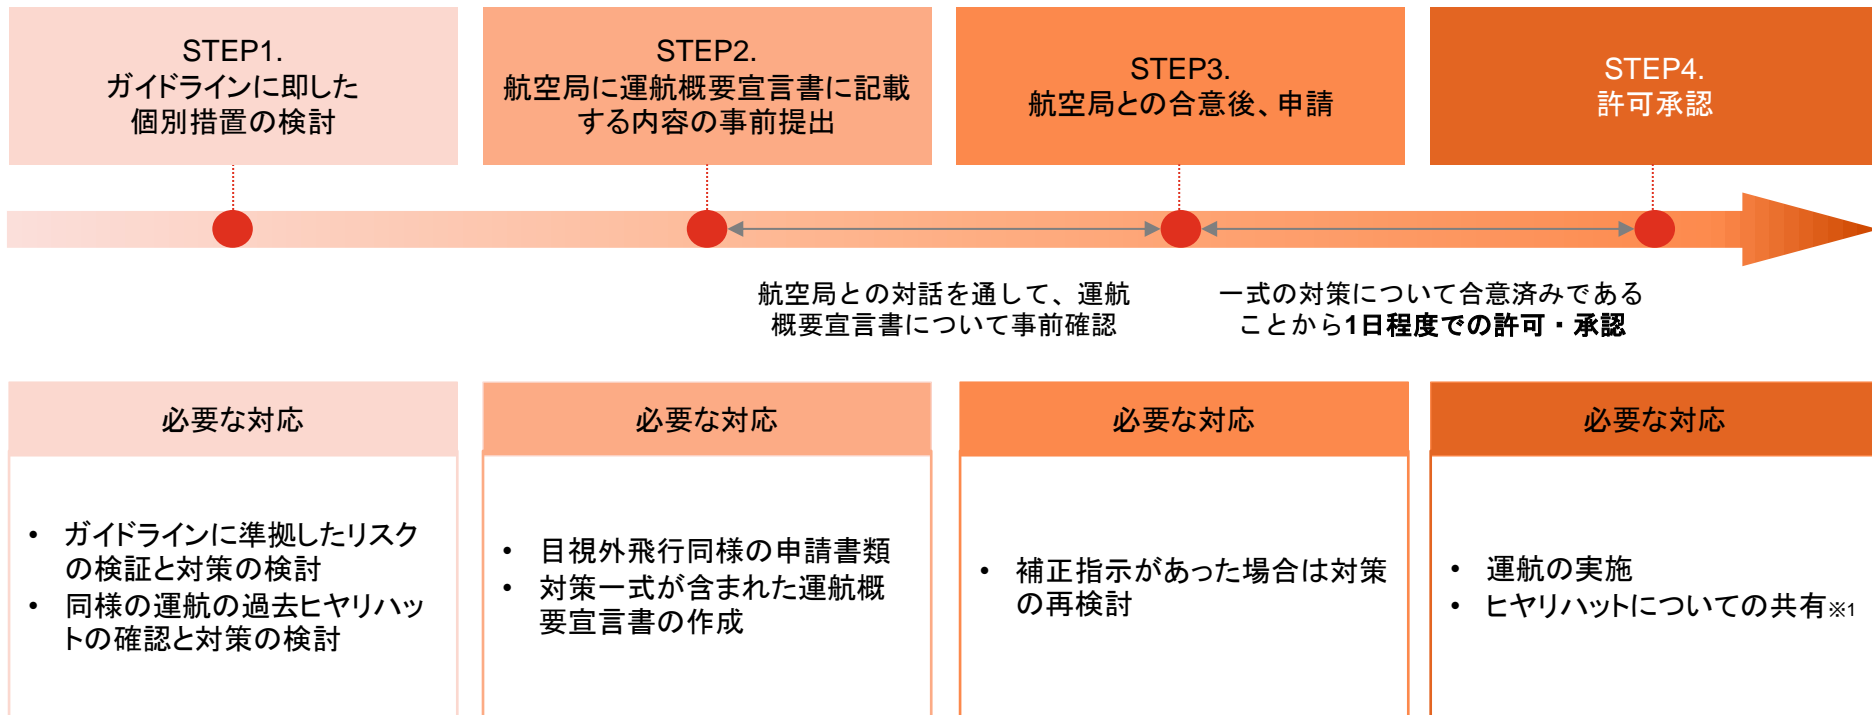 STEP1.
ガイドラインに即した
個別措置の検討
STEP2.
航空局に運航概要宣言書に記載
する内容の事前提出
STEP3.
航空局との合意後、申請
STEP4.
許可承認
航空局との対話を通して、運航
概要宣言書について事前確認
一式の対策について合意済みである
ことから1日程度での許可・承認
必要な対応
• ガイドラインに準拠したリスク
の検証と対策の検討
• 同様の運航の過去ヒヤリハッ
トの確認と対策の検討
必要な対応
• 目視外飛行同様の申請書類
• 対策一式が含まれた運航概
要宣言書の作成
必要な対応
• 補正指示があった場合は対策
の再検討
必要な対応
• 運航の実施
• ヒヤリハットについての共有※1